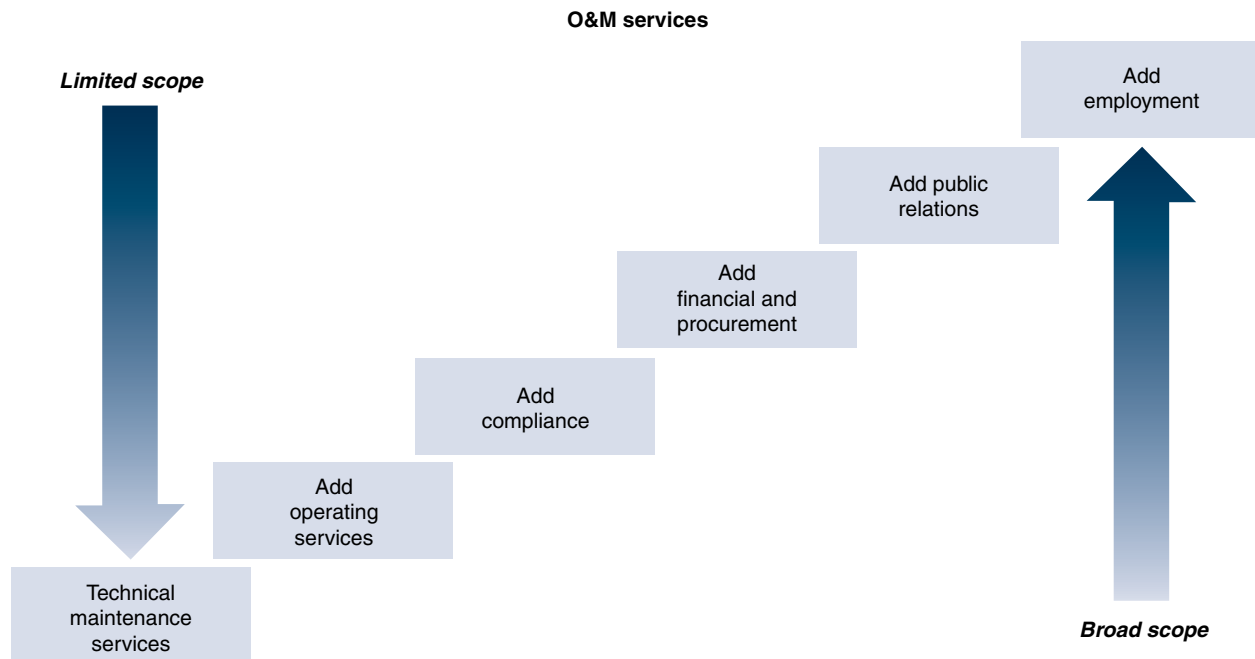 O&M services
Limited scope
Add
employment
Add public
relations
Add
financial and
procurement
Add
compliance
Add
operating
services
Technical
maintenance
services
Broad scope